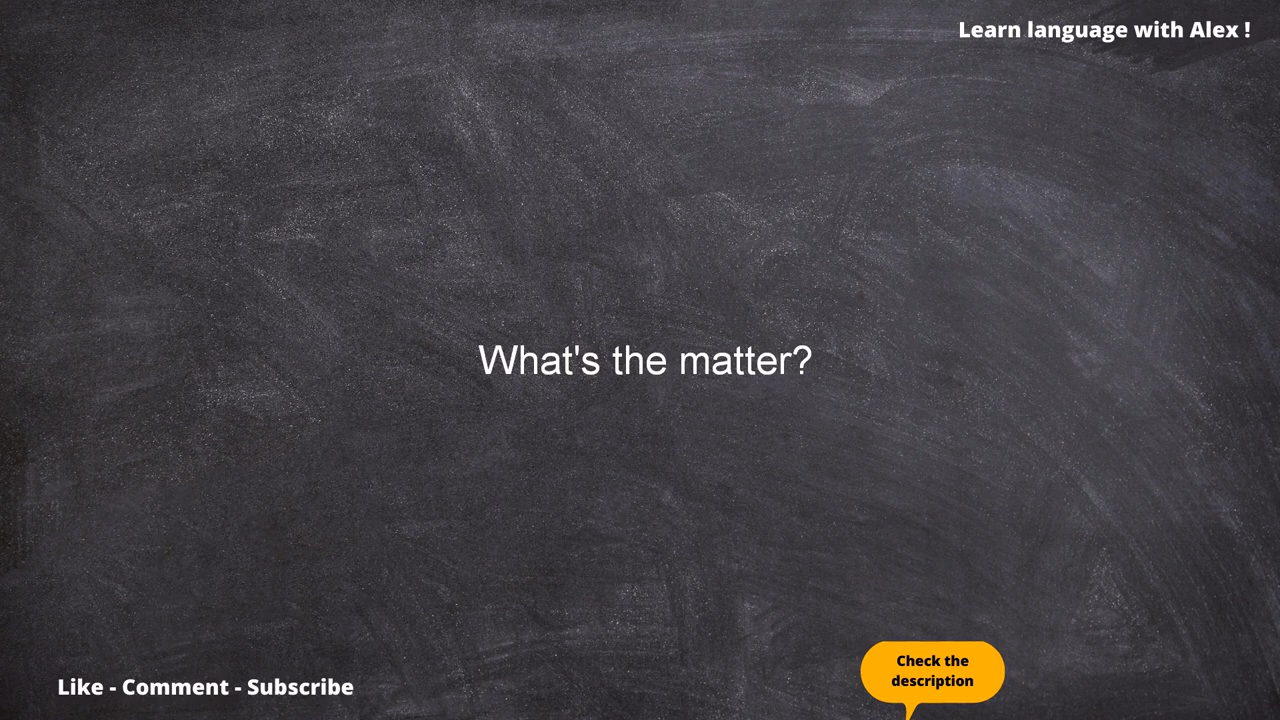 Learn language with Alex !
What's the matter?
Check the
description
Like - Comment - Subscribe